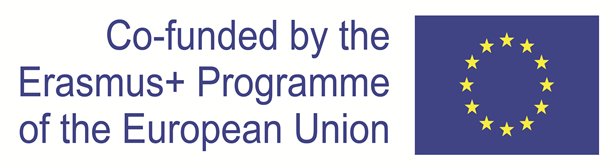 Co-funded by the
Erasmus+ Programme
of the European Union